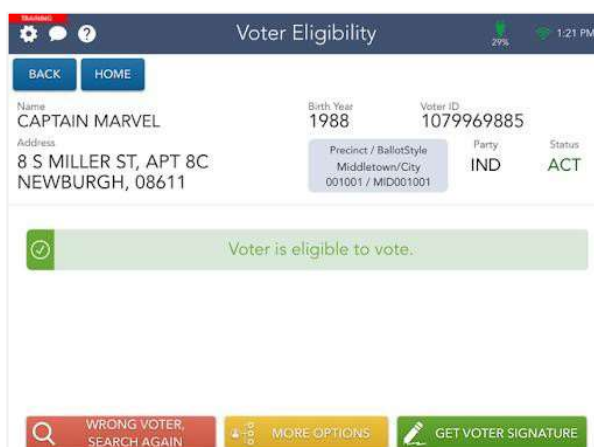 TRAINING
Voter Eligibility
29%
1:21 PM
BACK
HOME
Name
Birth Year
Voter ID
CAPTAIN MARVEL
1988
1079969885
Address
Precinct / BallotStyle
Party
Status
8 S MILLER ST, APT 8C
Middletown/City
IND
ACT
NEWBURGH, 08611
001001 / MID001001
Voter is eligible to vote.
WRONG VOTER,
SEARCH AGAIN
MORE OPTIONS
GET VOTER SIGNATURE